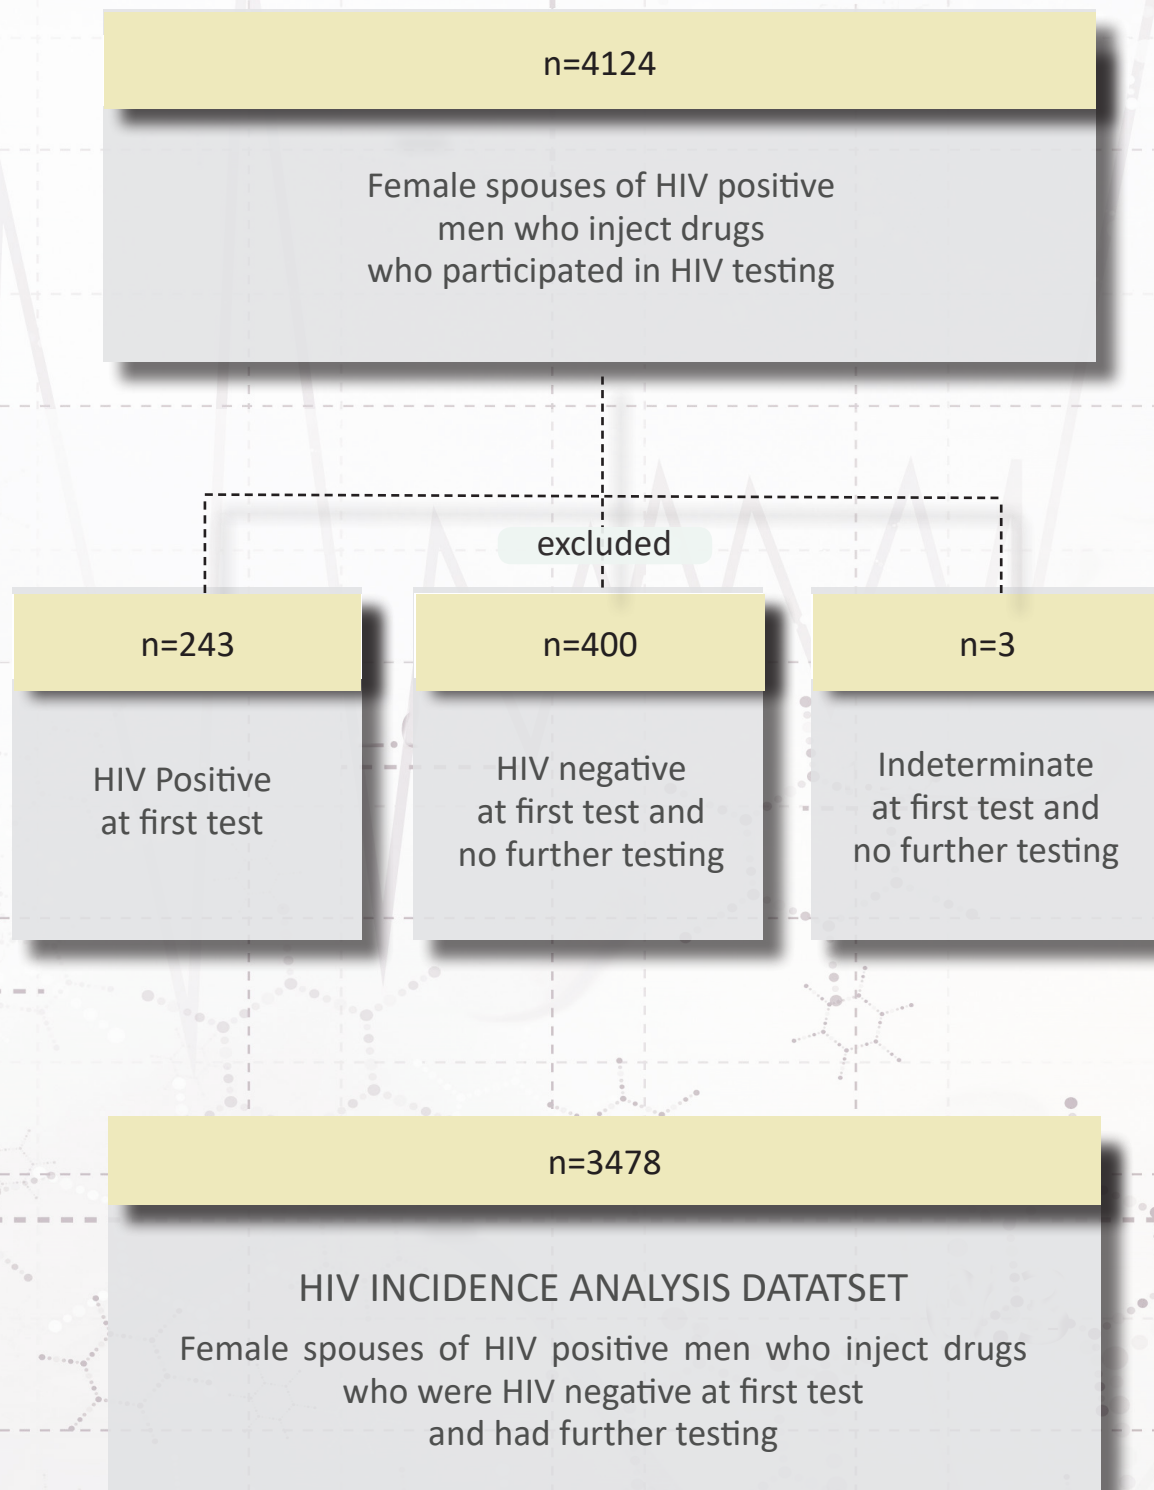 n=4124
Female spouses of HIV positive
men who inject drugs
who participated in HIV testing
excluded
n=243
HIV Positive
at first test
n=400
HIV negative
at first test and
no further testing
n=3
Indeterminate
at first test and
no further testing
n=3478
HIV INCIDENCE ANALYSIS DATATSET
Female spouses of HIV positive men who inject drugs
who were HIV negative at first test
and had further testing